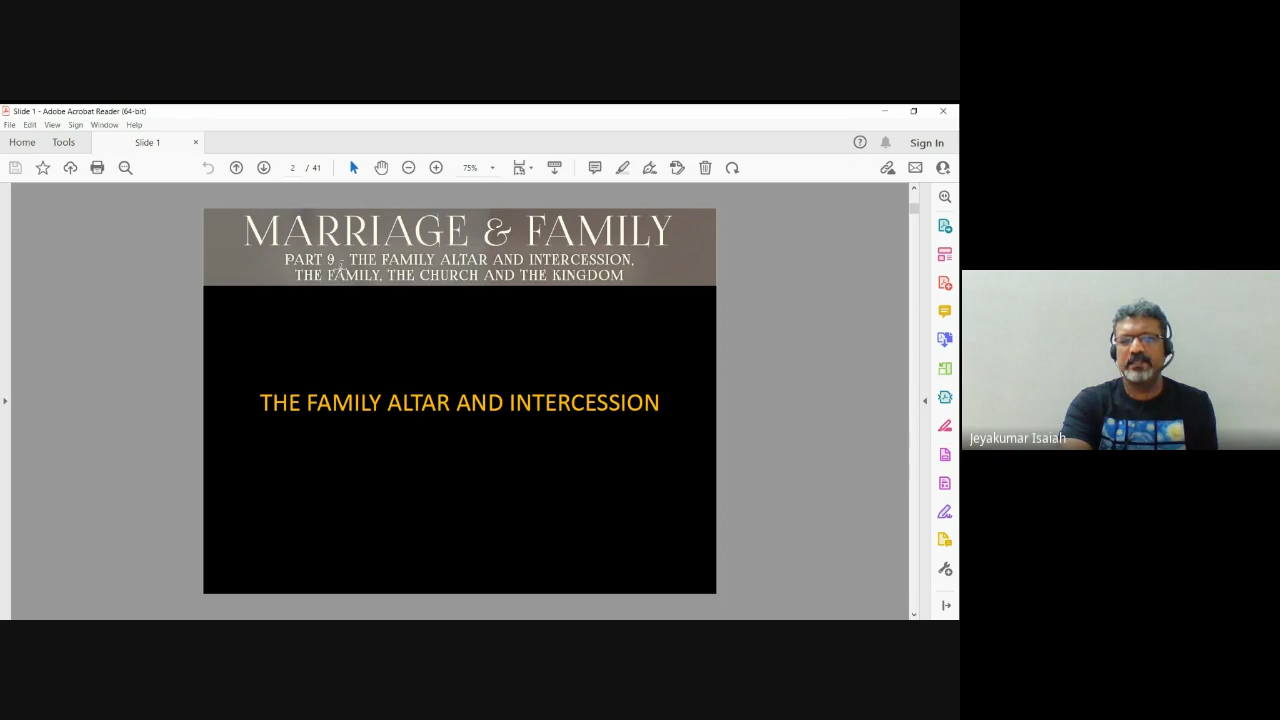 Slide 1 - Adobe Acrobat Reader (64-bit)
File Edit View Sign Window Help
Home Tools Slide 1 × Sign In
2 / 41 75%
MARRIAGE & FAMILY
PART 9 - THE FAMILY ALTAR AND INTERCESSION,
THE FAMILY, THE CHURCH AND THE KINGDOM
THE FAMILY ALTAR AND INTERCESSION
Jeyakumar Isaiah